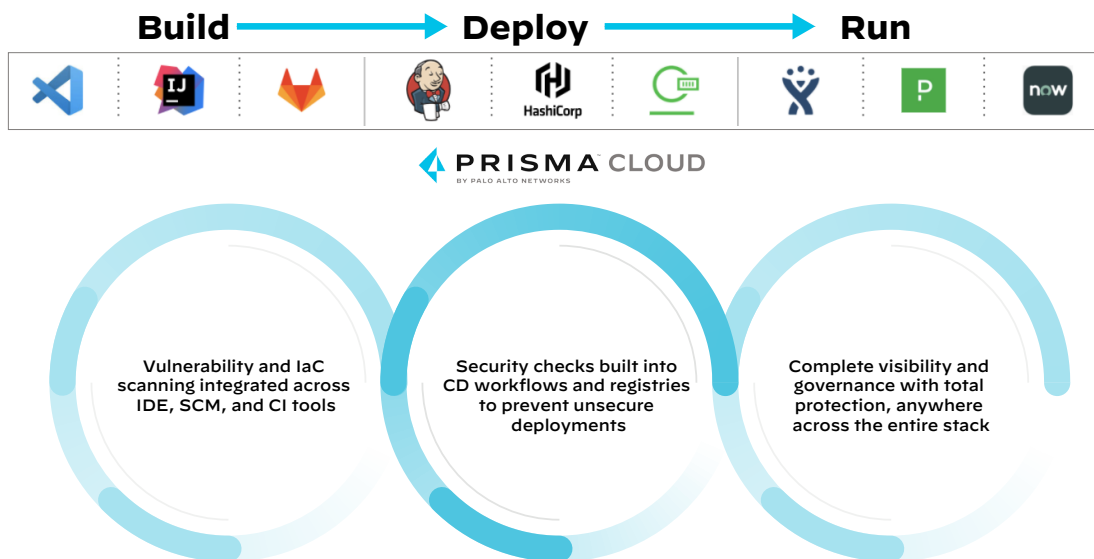 Build
Deploy
Run
IJ
HashiCorp
P
now
PRISMA™ CLOUD
BY PALO ALTO NETWORKS
Vulnerability and IaC
scanning integrated across
IDE, SCM, and CI tools
Security checks built into
CD workflows and registries
to prevent unsecure
deployments
Complete visibility and
governance with total
protection, anywhere
across the entire stack